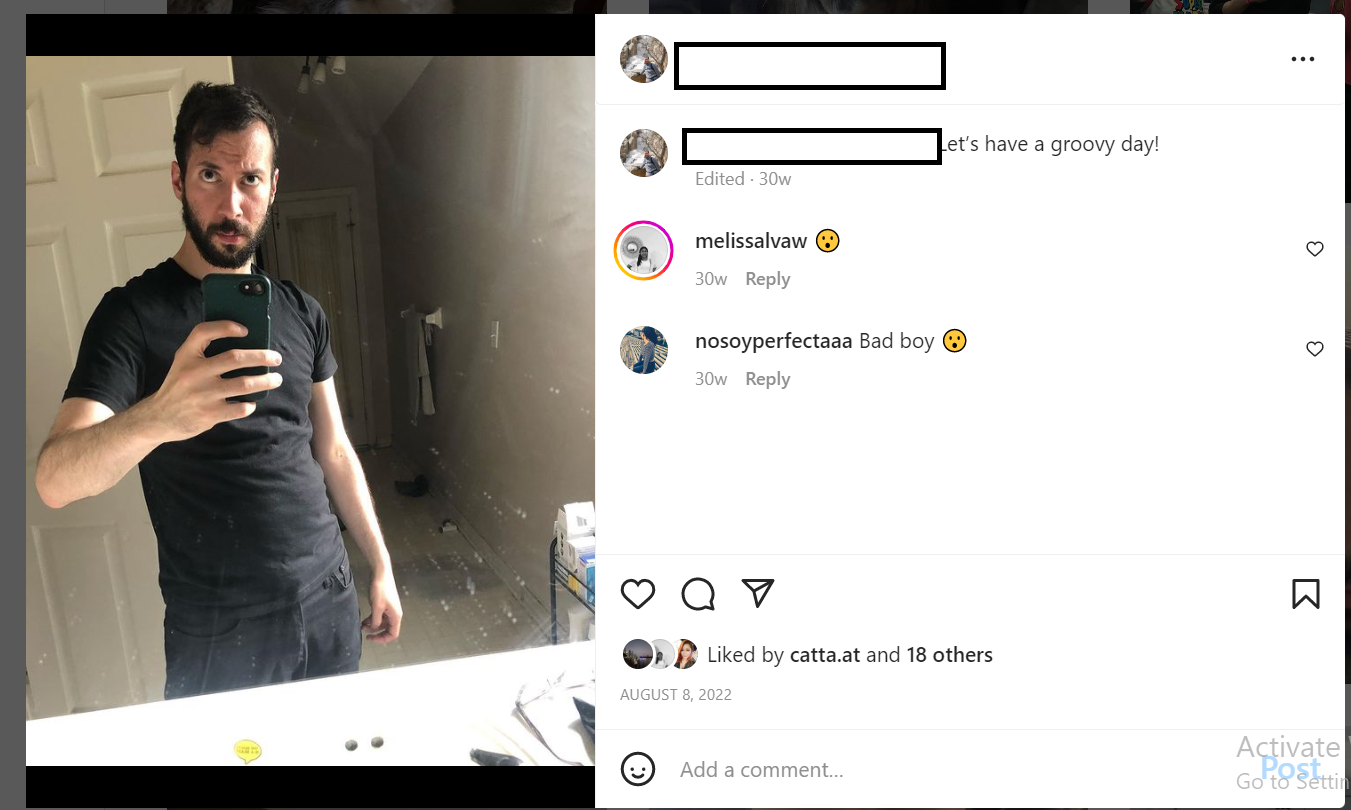 Let's have a groovy day!
Edited · 30w
melissalvaw 😮
30w Reply
nosoyperfectaaa Bad boy 😮
30w Reply
Liked by catta.at and 18 others
AUGUST 8, 2022
Add a comment...
Post
Activate
Go to Settin